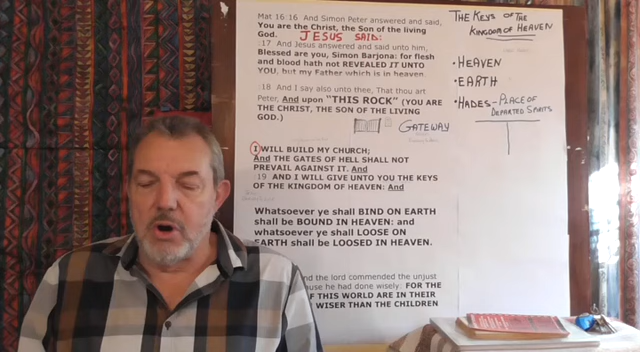 Mat 16:16 And Simon Peter answered and said,
You are the Christ, the Son of the living
God. JESUS SAID:
:17 And Jesus answered and said unto him,
Blessed are you, Simon Barjona: for flesh
and blood hath not REVEALED IT UNTO
YOU, but my Father which is in heaven
:18 And I say also unto thee, That thou art
Peter, And upon "THIS ROCK" (YOU ARE
THE CHRIST, THE SON OF THE LIVING
GOD.)
GATEWAY
I WILL BUILD MY CHURCH;
And THE GATES OF HELL SHALL NOT
PREVAIL AGAINST IT. And
:19 AND I WILL GIVE UNTO YOU THE KEYS
OF THE KINGDOM OF HEAVEN: And
Whatsoever ye shall BIND ON EARTH
shall be BOUND IN HEAVEN: and
whatsoever ye shall LOOSE ON
EARTH shall be LOOSED IN HEAVEN.
nd the lord commended the unjust
use he had done wisely: FOR THE
F THIS WORLD ARE IN THEIR
WISER THAN THE CHILDREN
THE KEYS OF THE
KINGDOM OF HEAVEN
• HEAVEN
• EARTH
• HADES - PLACE OF
DEPARTED SPIRITS